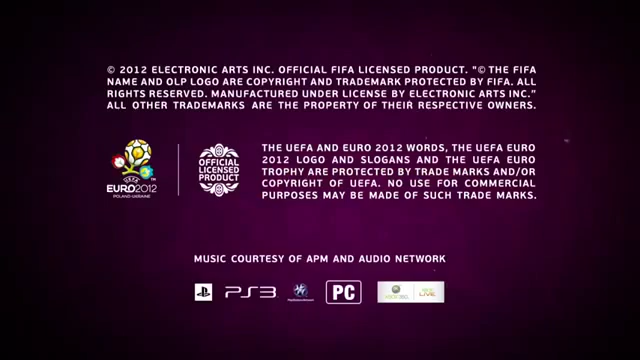 © 2012 ELECTRONIC ARTS INC. OFFICIAL FIFA LICENSED PRODUCT. "© THE FIFA
NAME AND OLP LOGO ARE COPYRIGHT AND TRADEMARK PROTECTED BY FIFA. ALL
RIGHTS RESERVED. MANUFACTURED UNDER LICENSE BY ELECTRONIC ARTS INC."
ALL OTHER TRADEMARKS ARE THE PROPERTY OF THEIR RESPECTIVE OWNERS.
UEFA
EURO2012™
POLAND-UKRAINE
OFFICIAL
LICENSED
PRODUCT
THE UEFA AND EURO 2012 WORDS, THE UEFA EURO
2012 LOGO AND SLOGANS AND THE UEFA EURO
TROPHY ARE PROTECTED BY TRADE MARKS AND/OR
COPYRIGHT OF UEFA. NO USE FOR COMMERCIAL
PURPOSES MAY BE MADE OF SUCH TRADE MARKS.
MUSIC COURTESY OF APM AND AUDIO NETWORK
PS3 PlayStation Network PC XBOX 360 XBOX LIVE